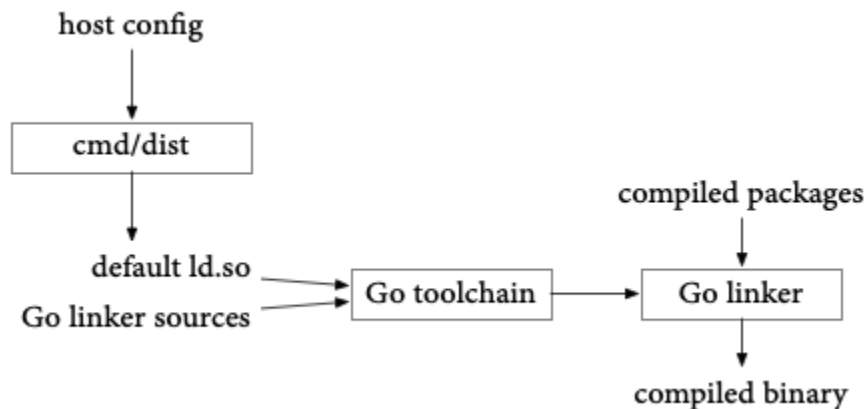 host config
cmd/dist
compiled packages
default ld.so
Go toolchain
Go linker
Go linker sources
compiled binary